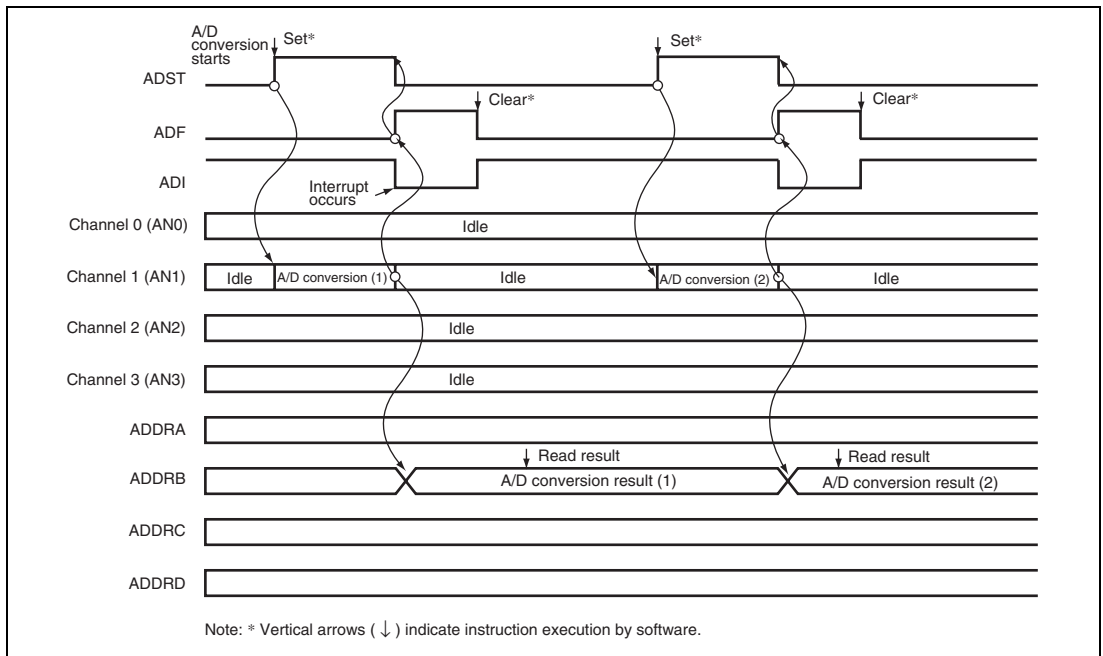 A/D
conversion
starts
Set*
Set*
ADST
Clear*
Clear*
ADF
ADI
Interrupt
occurs
Channel 0 (AN0)
Idle
Channel 1 (AN1)
Idle
A/D conversion (1)
Idle
A/D conversion (2)
Idle
Channel 2 (AN2)
Idle
Channel 3 (AN3)
Idle
ADDRA
Read result
Read result
ADDRB
A/D conversion result (1)
A/D conversion result (2)
ADDRC
ADDRD
Note: * Vertical arrows ( ↓ ) indicate instruction execution by software.